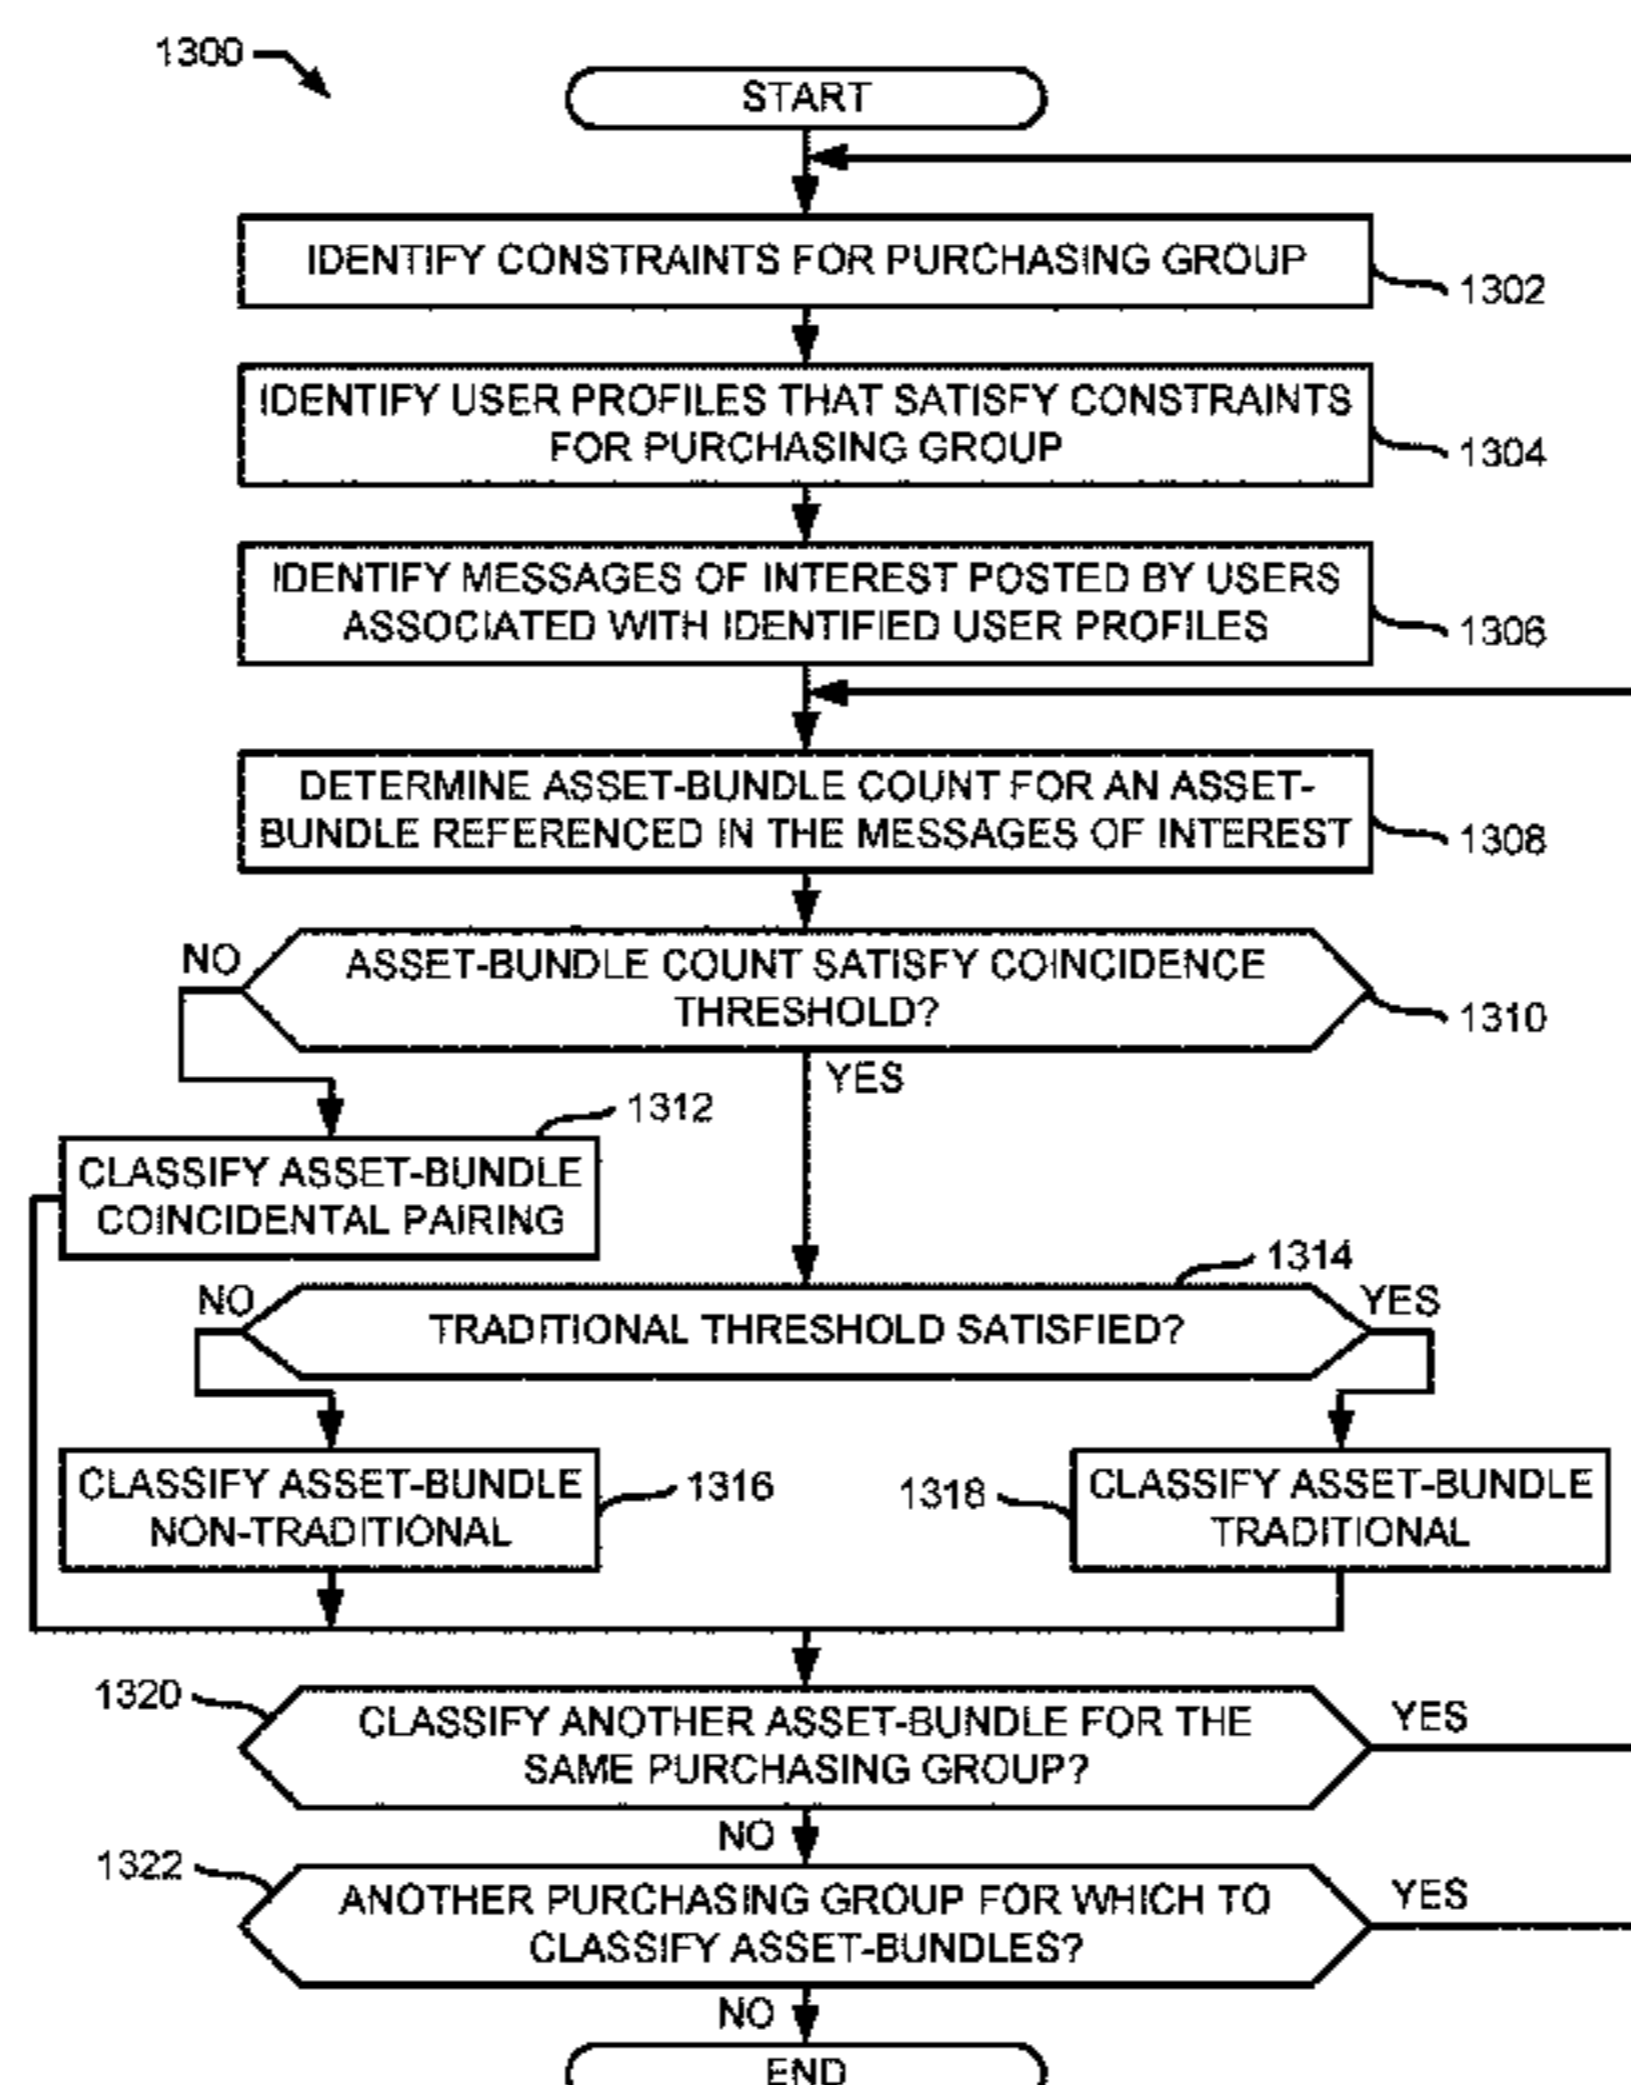 1300
START
IDENTIFY CONSTRAINTS FOR PURCHASING GROUP
1302
IDENTIFY USER PROFILES THAT SATISFY CONSTRAINTS
FOR PURCHASING GROUP
1304
IDENTIFY MESSAGES OF INTEREST POSTED BY USERS
ASSOCIATED WITH IDENTIFIED USER PROFILES
1306
DETERMINE ASSET-BUNDLE COUNT FOR AN ASSET-
BUNDLE REFERENCED IN THE MESSAGES OF INTEREST
1308
NO
ASSET-BUNDLE COUNT SATISFY COINCIDENCE
THRESHOLD?
1310
YES
1312
CLASSIFY ASSET-BUNDLE
COINCIDENTAL PAIRING
1314
NO
TRADITIONAL THRESHOLD SATISFIED?
YES
CLASSIFY ASSET-BUNDLE
NON-TRADITIONAL
1316
1318
CLASSIFY ASSET-BUNDLE
TRADITIONAL
1320
CLASSIFY ANOTHER ASSET-BUNDLE FOR THE
SAME PURCHASING GROUP?
YES
NO
1322
ANOTHER PURCHASING GROUP FOR WHICH TO
CLASSIFY ASSET-BUNDLES?
YES
NO
END